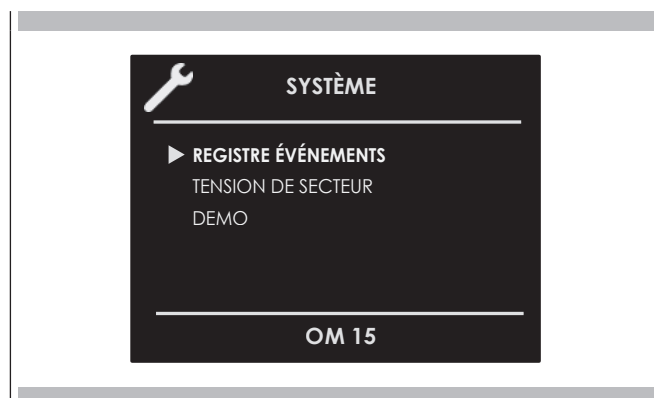 SYSTÈME
REGISTRE ÉVÉNEMENTS
TENSION DE SECTEUR
DEMO
OM 15